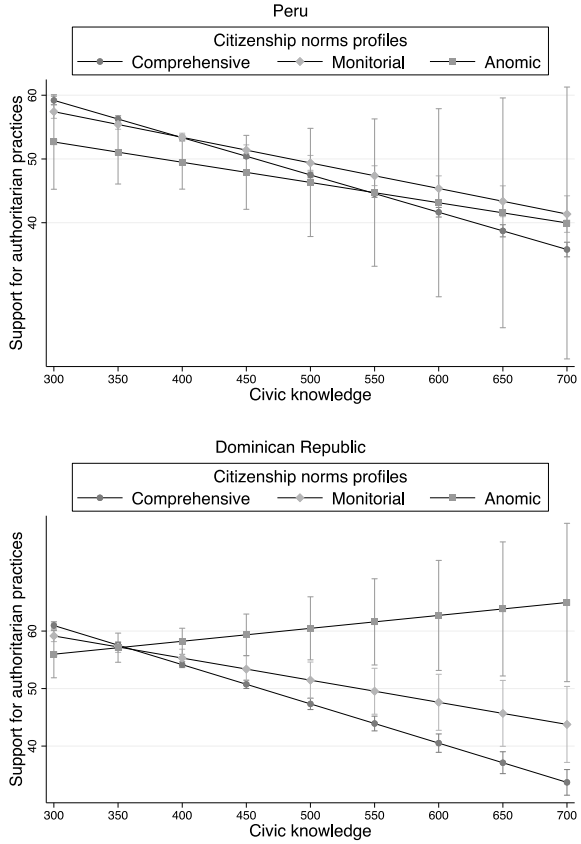 Peru
Citizenship norms profiles
Comprehensive Monitorial Anomic
Support for authoritarian practices
60
50
40
300 350 400 450 500 550 600 650 700
Civic knowledge
Dominican Republic
Citizenship norms profiles
Comprehensive Monitorial Anomic
Support for authoritarian practices
60
50
40
300 350 400 450 500 550 600 650 700
Civic knowledge